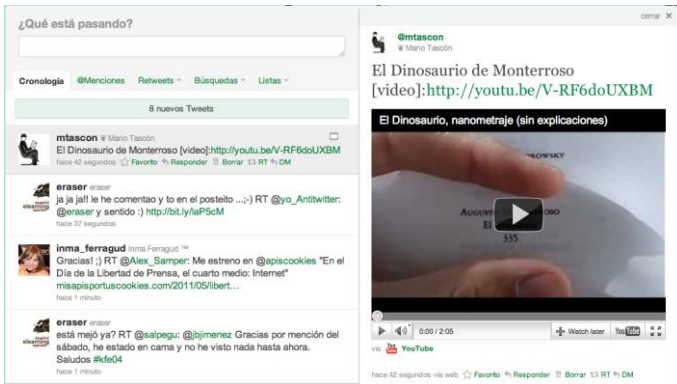 ¿Qué está pasando?
Cronología @Menciones Retweets Búsquedas Listas
8 nuevos Tweets
mtascon Mario Tascón
El Dinosaurio de Monterroso [video]:http://youtu.be/V-RF6doUXBM
hace 42 segundos Favorito Responder Borrar RT DM
eraser eraser
ja ja ja!! le he comentao y to en el posteito ...;-) RT @yo_Antitwitter:
@eraser y sentido :) http://bit.ly/laP5cM
hace 37 segundos
inma_ferragud Inma Ferragud ™
Gracias! ;) RT @Alex_Samper: Me estreno en @apiscookies "En el
Día de la Libertad de Prensa, el cuarto medio: Internet"
misapisportuscookies.com/2011/05/libert…
hace 1 minuto
eraser eraser
está mejó ya? RT @salpegu: @jbjimenez Gracias por mención del
sábado, he estado en cama y no he visto nada hasta ahora.
Saludos #kfe04
hace 1 minuto
cerrar ✕
@mtascon
Mario Tascón
El Dinosaurio de Monterroso
[video]:http://youtu.be/V-RF6doUXBM
El Dinosaurio, nanometraje (sin explicaciones)
335
0:00 / 2:05 Watch later YouTube
vía YouTube
hace 42 segundos vía web Favorito Responder Borrar RT DM